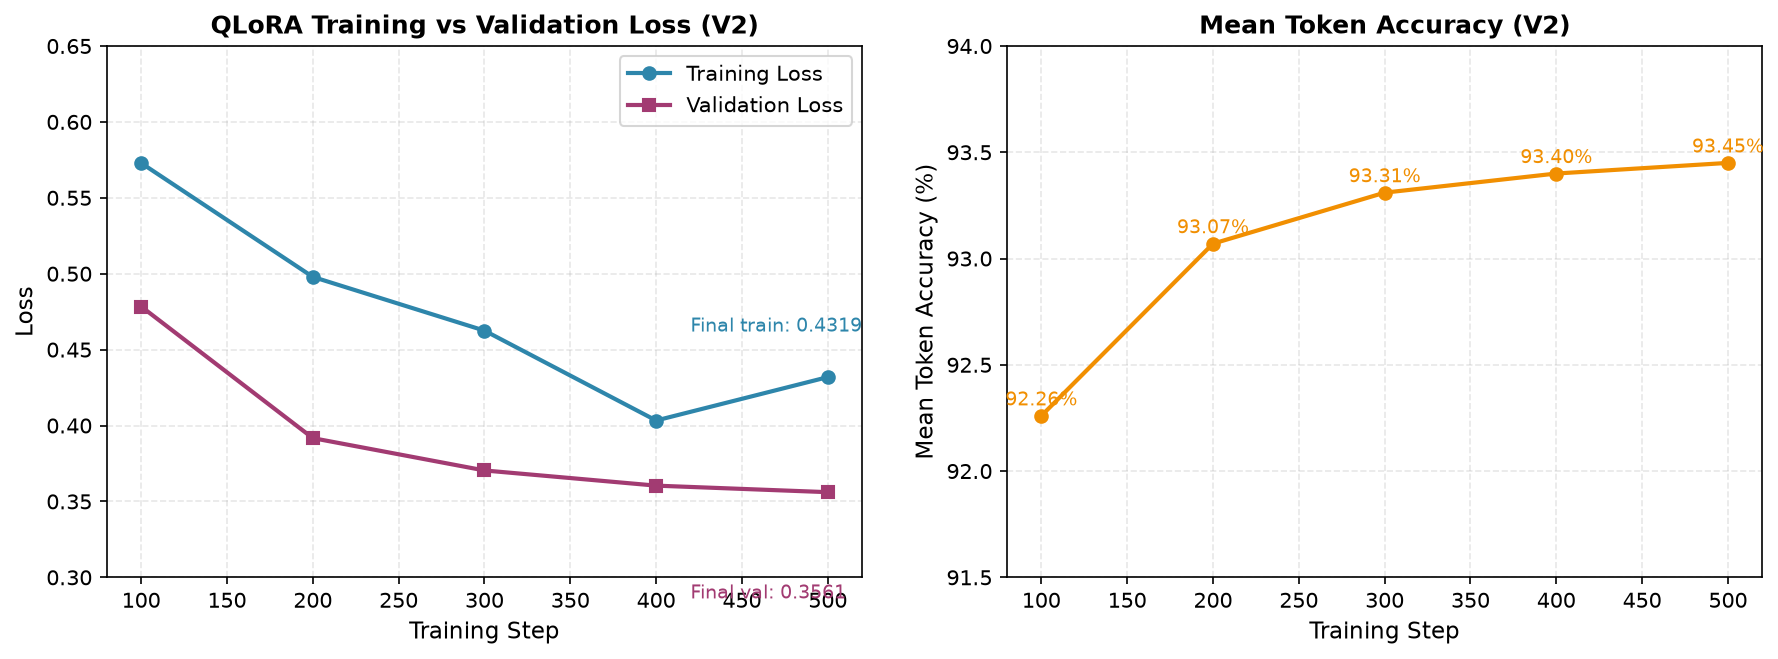 QLoRA Training vs Validation Loss (V2)
Training Loss
Validation Loss
0.65
0.60
0.55
0.50
0.45
0.40
0.35
0.30
Loss
Final train: 0.4319
Final val: 0.3561
100 150 200 250 300 350 400 450 500
Training Step
Mean Token Accuracy (V2)
94.0
93.5
93.0
92.5
92.0
91.5
Mean Token Accuracy (%)
92.26%
93.07%
93.31%
93.40%
93.45%
100 150 200 250 300 350 400 450 500
Training Step